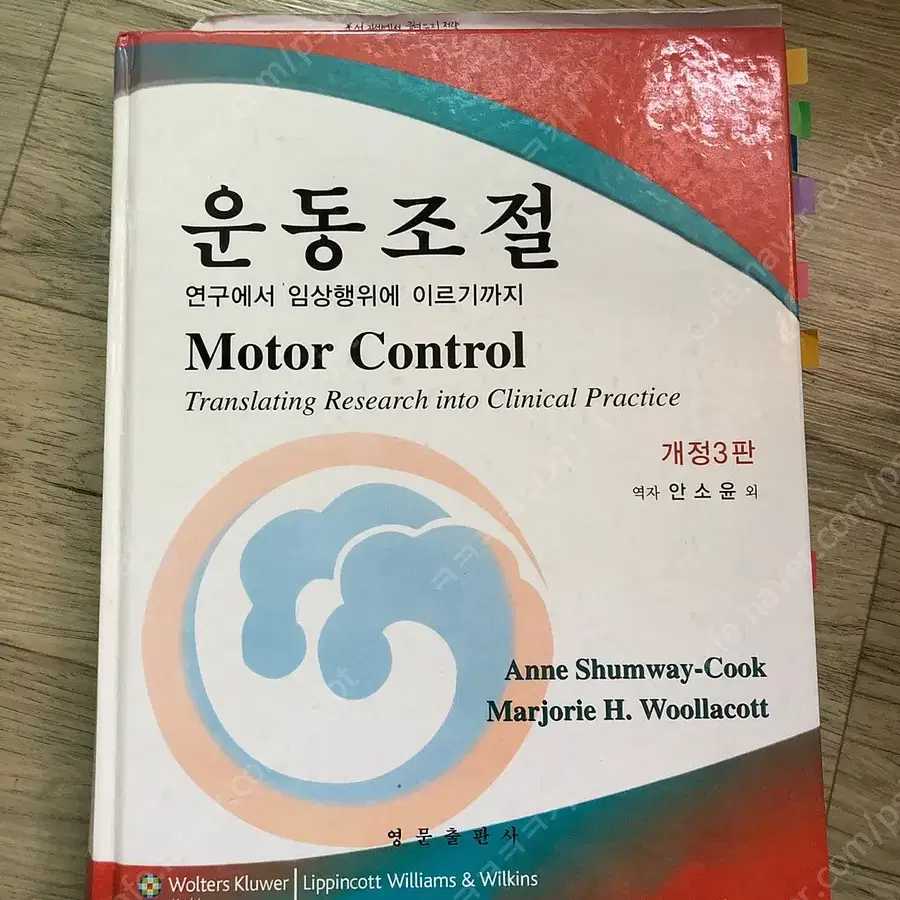 운동조절
연구에서 임상행위에 이르기까지
Motor Control
Translating Research into Clinical Practice
개정3판
역자 안소윤 외
Anne Shumway-Cook
Marjorie H. Woollacott
영문출판사
Wolters Kluwer | Lippincott Williams & Wilkins